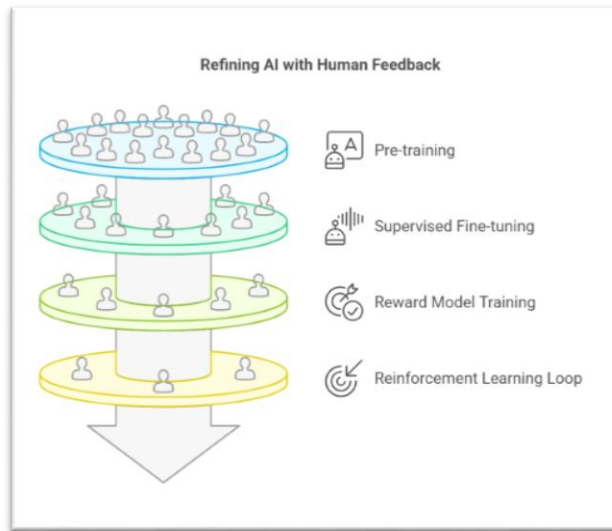 Refining AI with Human Feedback
A
Pre-training
Supervised Fine-tuning
Reward Model Training
Reinforcement Learning Loop